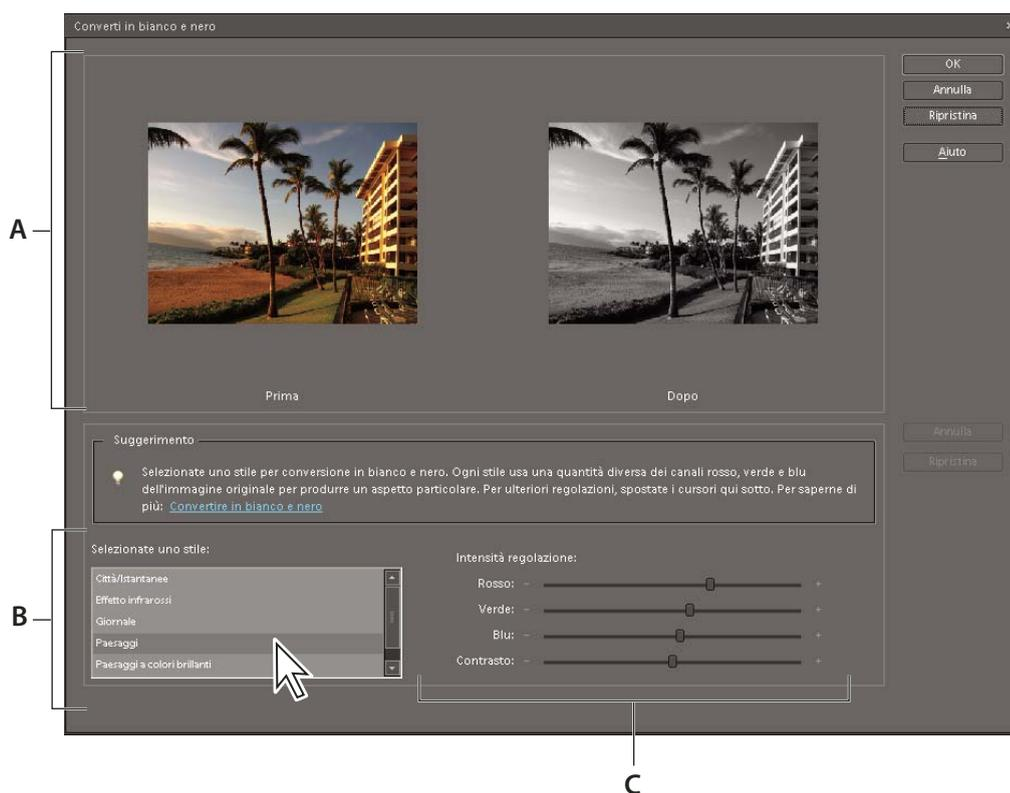 Converti in bianco e nero
OK
Annulla
Ripristina
Aiuto
A
Prima
Dopo
Annulla
Ripristina
Suggerimento
Selezionate uno stile per conversione in bianco e nero. Ogni stile usa una quantità diversa dei canali rosso, verde e blu
dell'immagine originale per produrre un aspetto particolare. Per ulteriori regolazioni, spostate i cursori qui sotto. Per saperne di
più: Convertire in bianco e nero
B
Selezionate uno stile:
Città/Istantanee
Effetto infrarossi
Giornale
Paesaggi
Paesaggi a colori brillanti
Intensità regolazione:
Rosso: - +
Verde: - +
Blu: - +
Contrasto: - +
C